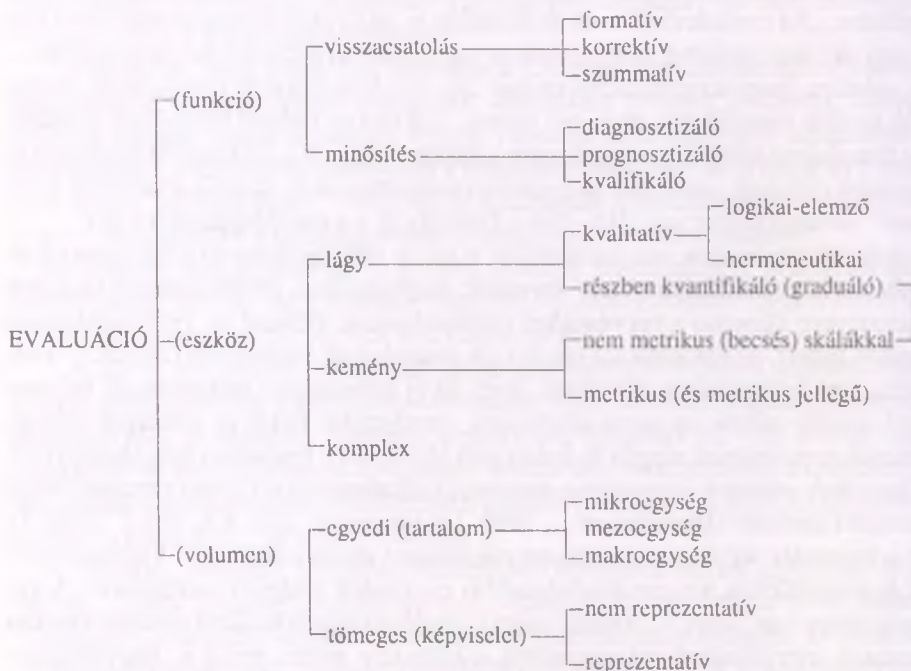 formatív
visszacsatolás
korrektív
szummatív
(funkció)
diagnosztizáló
minősítés
prognosztizáló
kvalifikáló
logikai-elemző
kvalitatív
lágy
hermeneutikai
részben kvantifikáló (graduáló)
EVALUÁCIÓ
(eszköz)
nem metrikus (becsés) skálákkal
kemény
metrikus (és metrikus jellegű)
komplex
mikroegység
egyedi (tartalom)
mezoegység
(volumen)
makroegység
nem reprezentatív
tömeges (képviselet)
reprezentatív